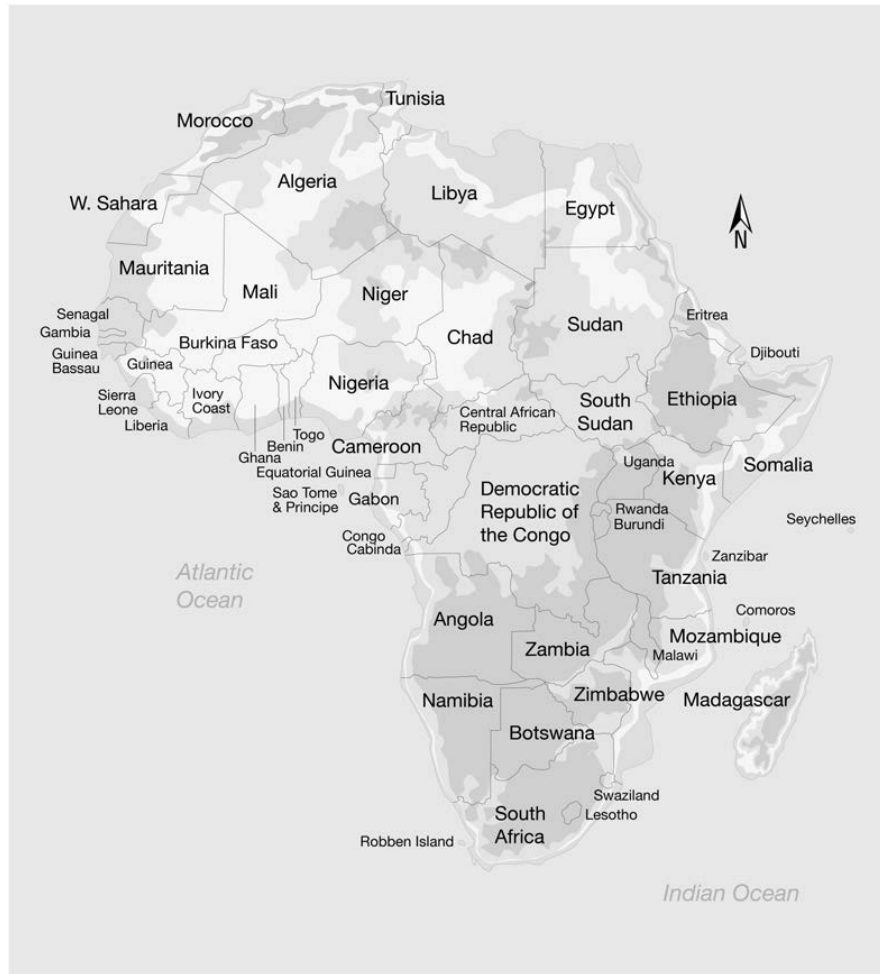 Tunisia
Morocco
Algeria
Libya
Egypt
W. Sahara
N
Mauritania
Mali
Niger
Chad
Sudan
Eritrea
Senagal
Gambia
Guinea
Bassau
Burkina Faso
Guinea
Djibouti
Nigeria
Sierra
Leone
Ivory
Coast
Liberia
Central African
Republic
South
Sudan
Ethiopia
Togo
Benin
Ghana
Cameroon
Equatorial Guinea
Uganda
Kenya
Somalia
Sao Tome
& Principe
Gabon
Democratic
Republic of
the Congo
Rwanda
Burundi
Seychelles
Congo
Cabinda
Zanzibar
Atlantic
Ocean
Tanzania
Comoros
Angola
Zambia
Mozambique
Malawi
Namibia
Zimbabwe
Madagascar
Botswana
Swaziland
Lesotho
South
Africa
Robben Island
Indian Ocean